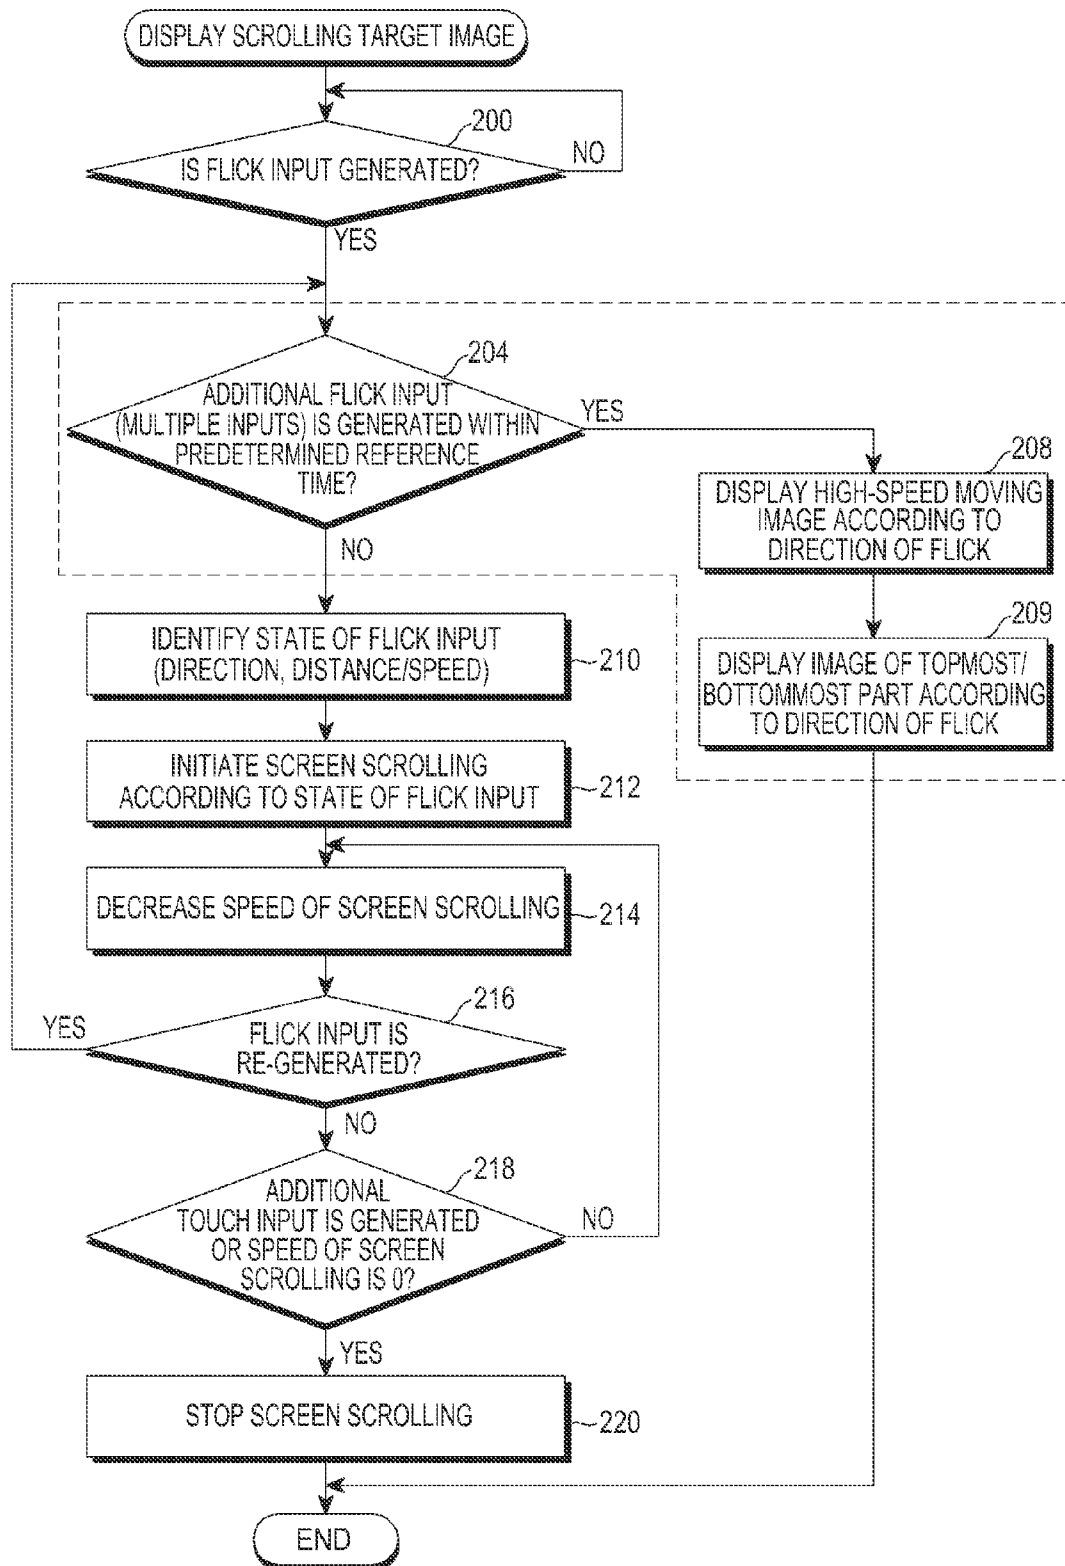 DISPLAY SCROLLING TARGET IMAGE
200
IS FLICK INPUT GENERATED?
NO
YES
204
ADDITIONAL FLICK INPUT
(MULTIPLE INPUTS) IS GENERATED WITHIN
PREDETERMINED REFERENCE
TIME?
YES
NO
208
DISPLAY HIGH-SPEED MOVING
IMAGE ACCORDING TO
DIRECTION OF FLICK
209
DISPLAY IMAGE OF TOPMOST/
BOTTOMMOST PART ACCORDING
TO DIRECTION OF FLICK
IDENTIFY STATE OF FLICK INPUT
(DIRECTION, DISTANCE/SPEED)
210
INITIATE SCREEN SCROLLING
ACCORDING TO STATE OF FLICK INPUT
212
DECREASE SPEED OF SCREEN SCROLLING
214
216
YES
FLICK INPUT IS
RE-GENERATED?
NO
218
ADDITIONAL
TOUCH INPUT IS GENERATED
OR SPEED OF SCREEN
SCROLLING IS 0?
NO
YES
STOP SCREEN SCROLLING
220
END